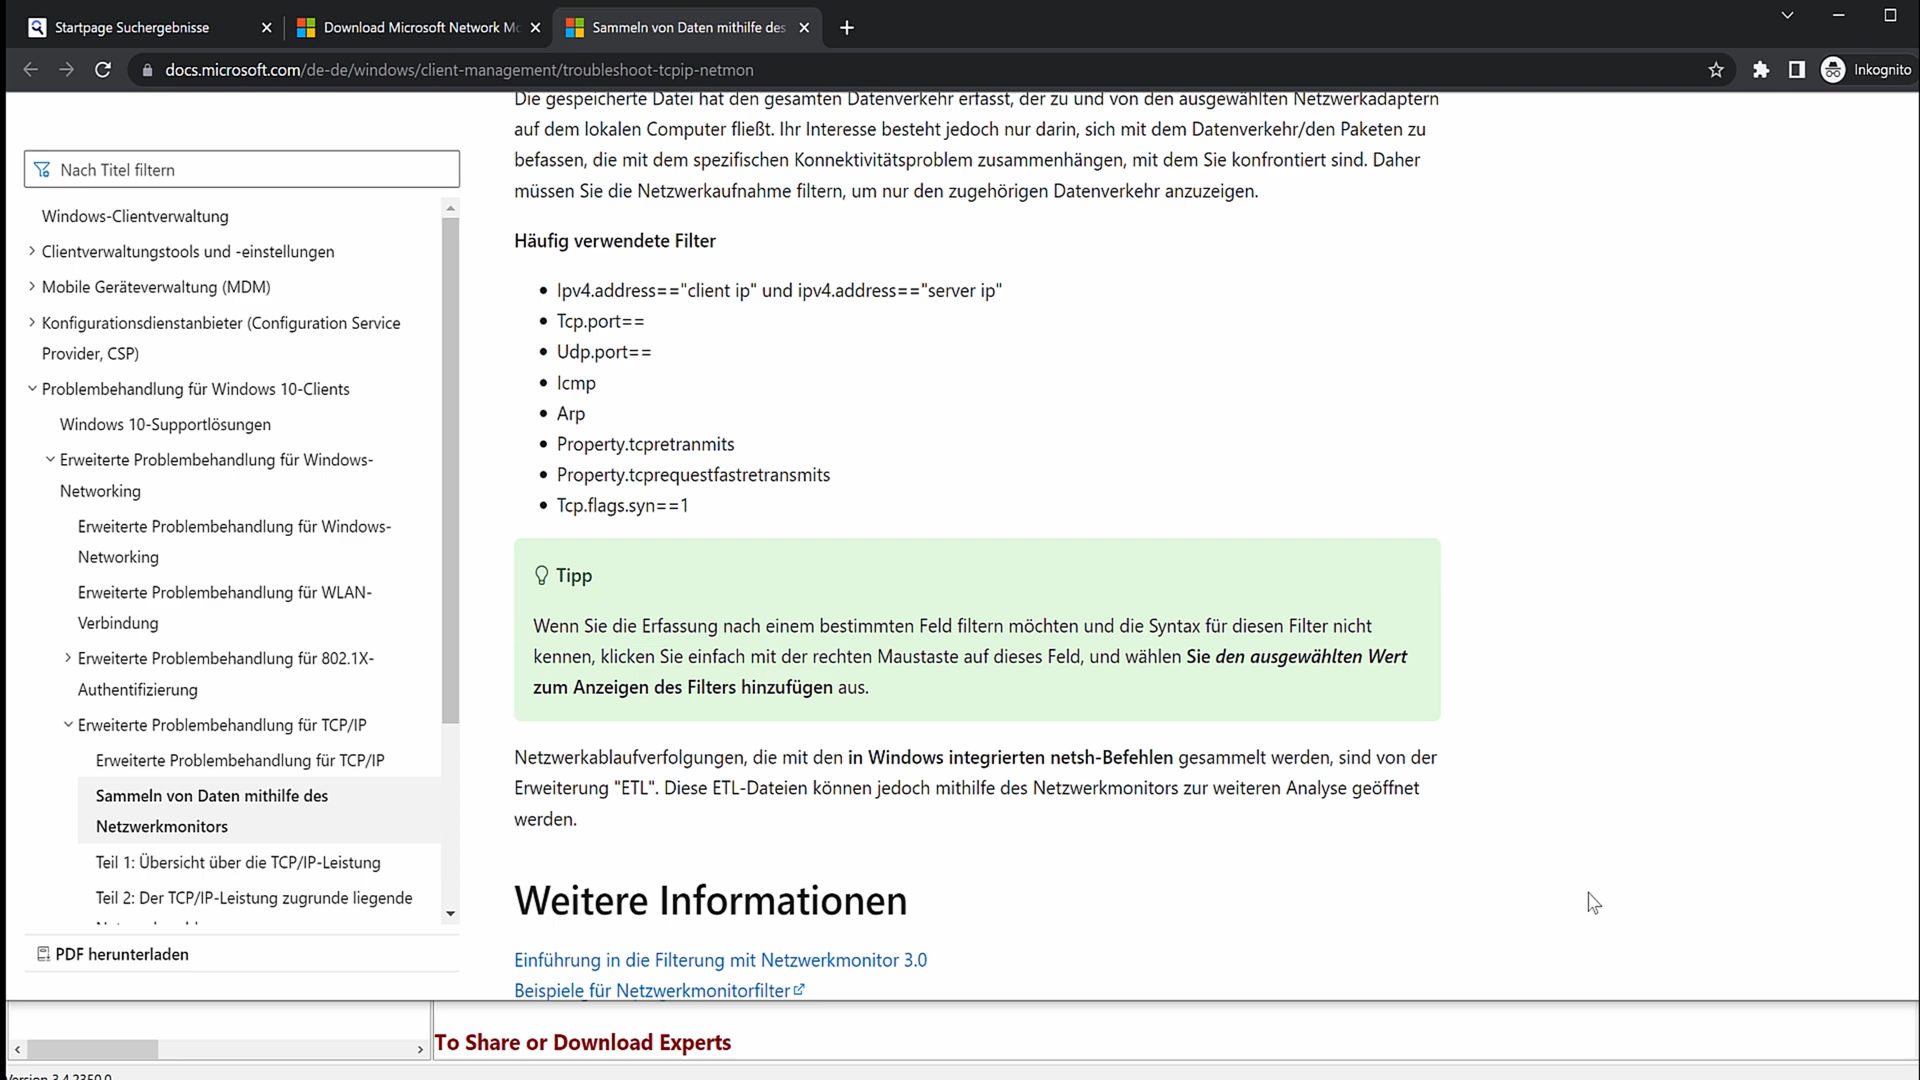 Startpage Suchergebnisse
Download Microsoft Network Mo
Sammeln von Daten mithilfe des
docs.microsoft.com/de-de/windows/client-management/troubleshoot-tcpip-netmon
Inkognito
Nach Titel filtern
Windows-Clientverwaltung
Clientverwaltungstools und -einstellungen
Mobile Geräteverwaltung (MDM)
Konfigurationsdienstanbieter (Configuration Service
Provider, CSP)
Problembehandlung für Windows 10-Clients
Windows 10-Supportlösungen
Erweiterte Problembehandlung für Windows-
Networking
Erweiterte Problembehandlung für Windows-
Networking
Erweiterte Problembehandlung für WLAN-
Verbindung
Erweiterte Problembehandlung für 802.1X-
Authentifizierung
Erweiterte Problembehandlung für TCP/IP
Erweiterte Problembehandlung für TCP/IP
Sammeln von Daten mithilfe des
Netzwerkmonitors
Teil 1: Übersicht über die TCP/IP-Leistung
Teil 2: Der TCP/IP-Leistung zugrunde liegende
PDF herunterladen
Die gespeicherte Datei hat den gesamten Datenverkehr erfasst, der zu und von den ausgewählten Netzwerkadaptern
auf dem lokalen Computer fließt. Ihr Interesse besteht jedoch nur darin, sich mit dem Datenverkehr/den Paketen zu
befassen, die mit dem spezifischen Konnektivitätsproblem zusammenhängen, mit dem Sie konfrontiert sind. Daher
müssen Sie die Netzwerkaufnahme filtern, um nur den zugehörigen Datenverkehr anzuzeigen.
Häufig verwendete Filter
• Ipv4.address=="client ip" und ipv4.address=="server ip"
• Tcp.port==
• Udp.port==
• Icmp
• Arp
• Property.tcpretranmits
• Property.tcprequestfastretransmits
• Tcp.flags.syn==1
Tipp
Wenn Sie die Erfassung nach einem bestimmten Feld filtern möchten und die Syntax für diesen Filter nicht
kennen, klicken Sie einfach mit der rechten Maustaste auf dieses Feld, und wählen Sie den ausgewählten Wert
zum Anzeigen des Filters hinzufügen aus.
Netzwerkablaufverfolgungen, die mit den in Windows integrierten netsh-Befehlen gesammelt werden, sind von der
Erweiterung "ETL". Diese ETL-Dateien können jedoch mithilfe des Netzwerkmonitors zur weiteren Analyse geöffnet
werden.
Weitere Informationen
Einführung in die Filterung mit Netzwerkmonitor 3.0
Beispiele für Netzwerkmonitorfilter
To Share or Download Experts
Version 3.4.2350.0